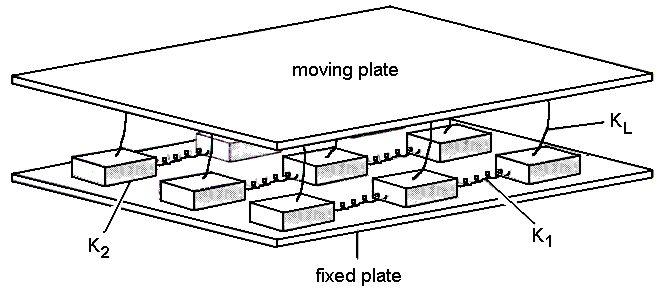 moving plate
K_L
K_2
K_1
fixed plate